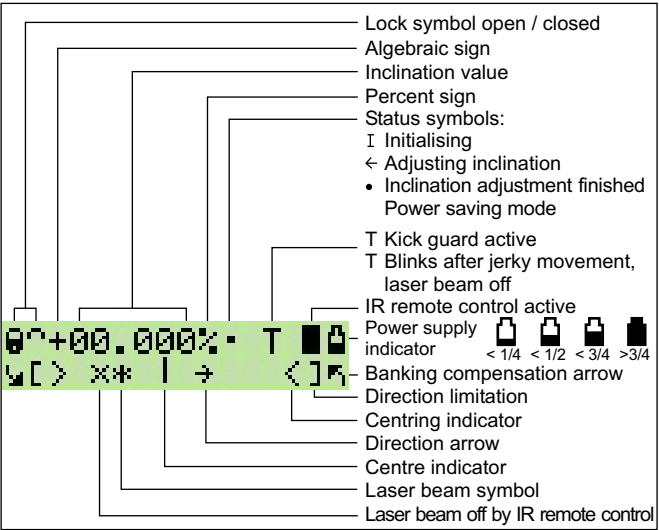 Lock symbol open / closed
Algebraic sign
Inclination value
Percent sign
Status symbols:
I Initialising
← Adjusting inclination
• Inclination adjustment finished
Power saving mode
T Kick guard active
T Blinks after jerky movement,
laser beam off
IR remote control active
Power supply
indicator
< 1/4 < 1/2 < 3/4 >3/4
+00.000% · T
[ > ×* | → < ]
Banking compensation arrow
Direction limitation
Centring indicator
Direction arrow
Centre indicator
Laser beam symbol
Laser beam off by IR remote control